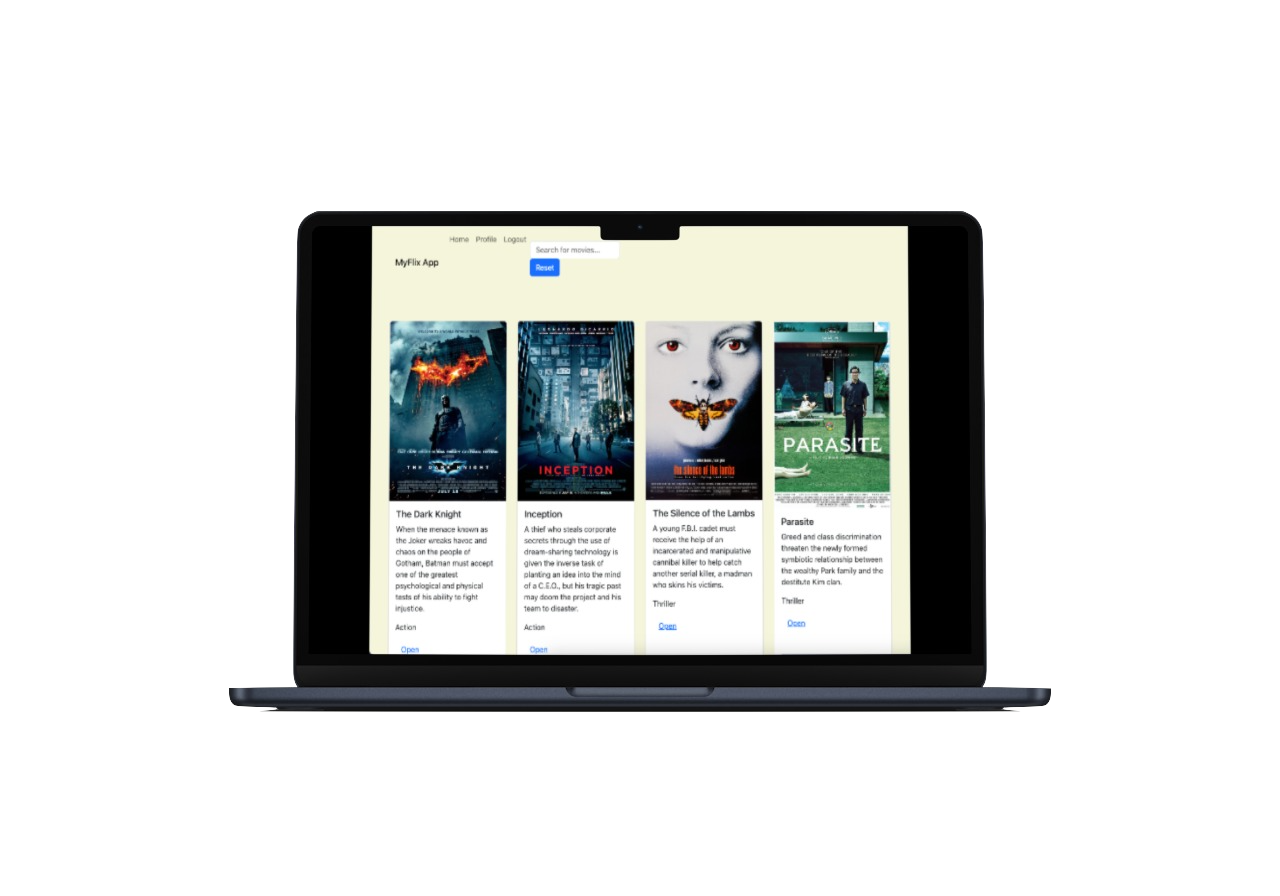 Home Profile Logout
Search for movies...
MyFlix App
Reset
THE DARK KNIGHT
JULY 18
INCEPTION
the silence of the lambs
PARASITE
The Dark Knight
When the menace known as
the Joker wreaks havoc and
chaos on the people of
Gotham, Batman must accept
one of the greatest
psychological and physical
tests of his ability to fight
injustice.
Action
Open
Inception
A thief who steals corporate
secrets through the use of
dream-sharing technology is
given the inverse task of
planting an idea into the mind
of a C.E.O., but his tragic past
may doom the project and his
team to disaster.
Action
Open
The Silence of the Lambs
A young F.B.I. cadet must
receive the help of an
incarcerated and manipulative
cannibal killer to help catch
another serial killer, a madman
who skins his victims.
Thriller
Open
Parasite
Greed and class discrimination
threaten the newly formed
symbiotic relationship between
the wealthy Park family and the
destitute Kim clan.
Thriller
Open